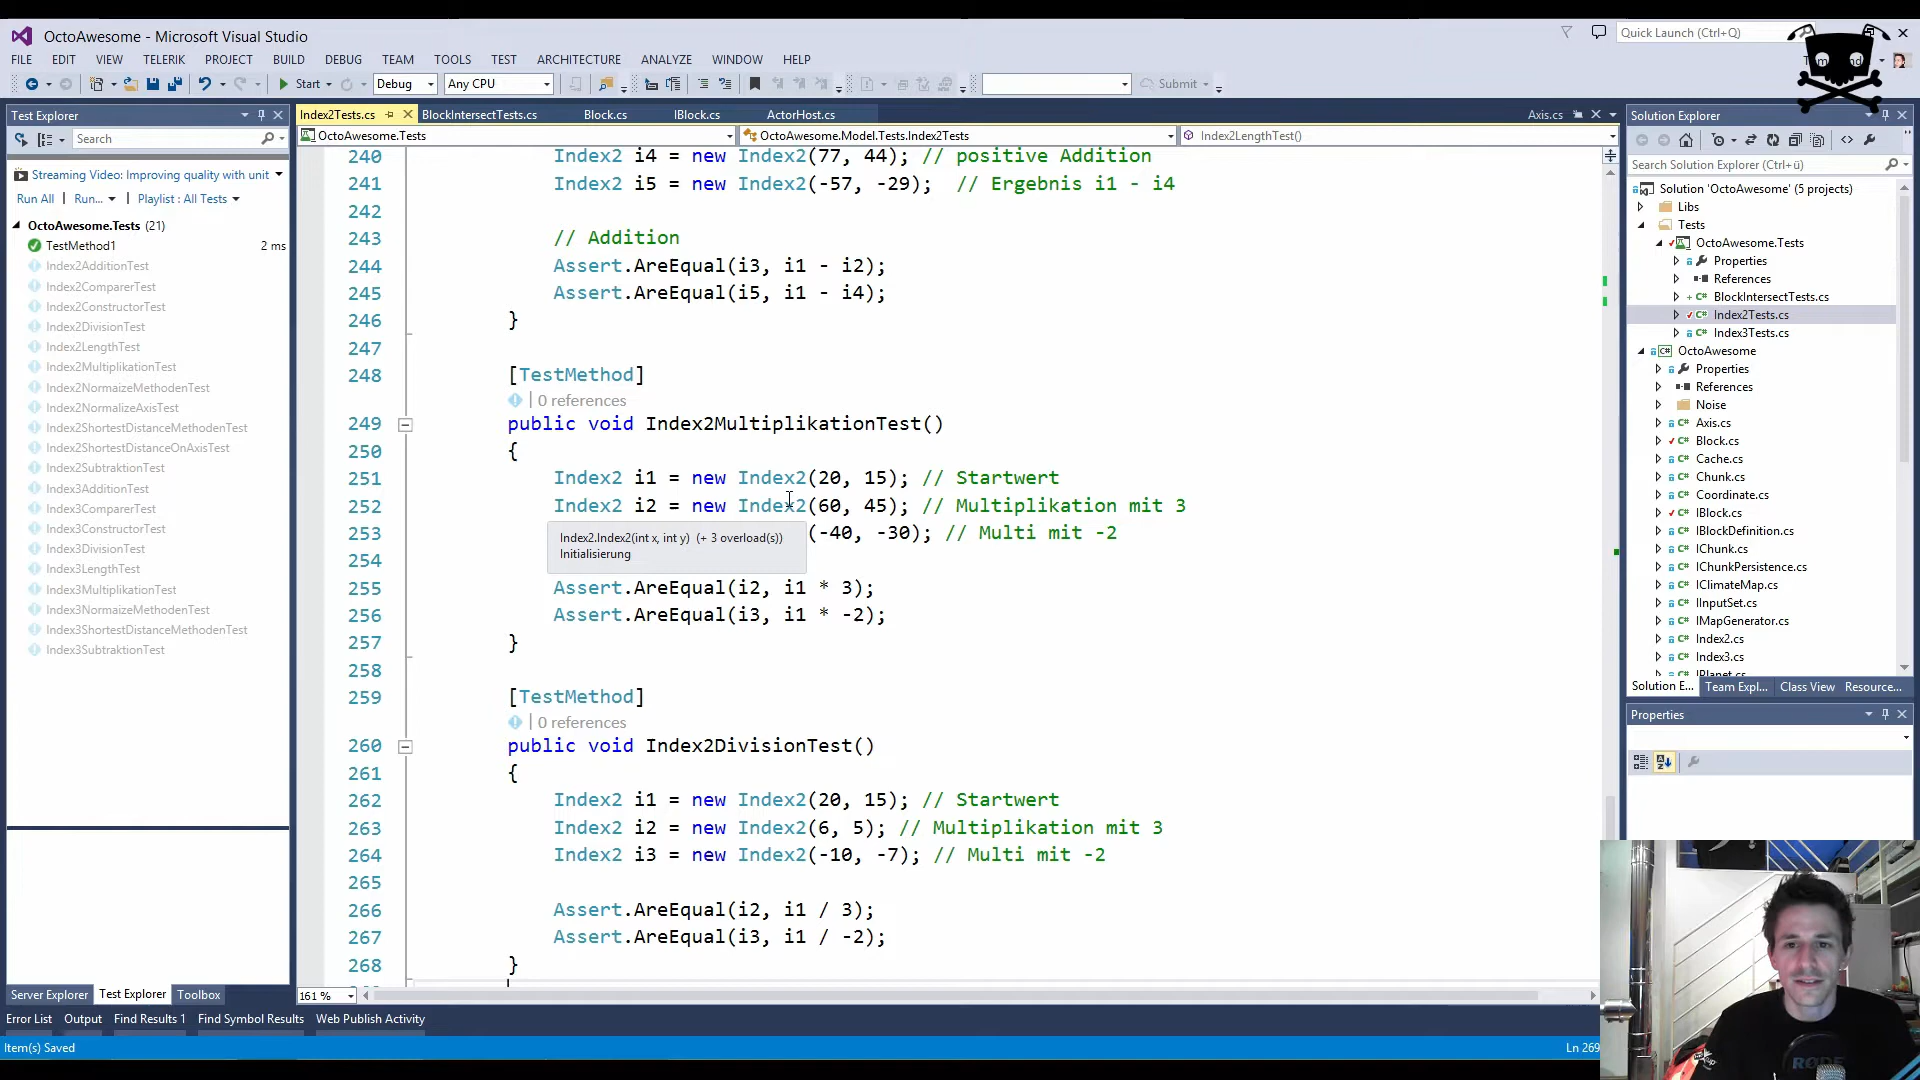 OctoAwesome - Microsoft Visual Studio
Quick Launch (Ctrl+Q)
FILE EDIT VIEW TELERIK PROJECT BUILD DEBUG TEAM TOOLS TEST ARCHITECTURE ANALYZE WINDOW HELP
Start Debug Any CPU Submit
Test Explorer
Search
Streaming Video: Improving quality with unit
Run All Run... Playlist : All Tests
OctoAwesome.Tests (21)
TestMethod1 2 ms
Index2AdditionTest
Index2ComparerTest
Index2ConstructorTest
Index2DivisionTest
Index2LengthTest
Index2MultiplikationTest
Index2NormaizeMethodenTest
Index2NormalizeAxisTest
Index2ShortestDistanceMethodenTest
Index2ShortestDistanceOnAxisTest
Index2SubtraktionTest
Index3AdditionTest
Index3ComparerTest
Index3ConstructorTest
Index3DivisionTest
Index3LengthTest
Index3MultiplikationTest
Index3NormaizeMethodenTest
Index3ShortestDistanceMethodenTest
Index3SubtraktionTest
Server Explorer Test Explorer Toolbox
Index2Tests.cs BlockIntersectTests.cs Block.cs IBlock.cs ActorHost.cs Axis.cs
OctoAwesome.Tests OctoAwesome.Model.Tests.Index2Tests Index2LengthTest()
240 Index2 i4 = new Index2(77, 44); // positive Addition
241 Index2 i5 = new Index2(-57, -29); // Ergebnis i1 - i4
242
243 // Addition
244 Assert.AreEqual(i3, i1 - i2);
245 Assert.AreEqual(i5, i1 - i4);
246 }
247
248 [TestMethod]
0 references
249 public void Index2MultiplikationTest()
250 {
251 Index2 i1 = new Index2(20, 15); // Startwert
252 Index2 i2 = new Index2(60, 45); // Multiplikation mit 3
253 (-40, -30); // Multi mit -2
Index2.Index2(int x, int y) (+ 3 overload(s))
Initialisierung
254
255 Assert.AreEqual(i2, i1 * 3);
256 Assert.AreEqual(i3, i1 * -2);
257 }
258
259 [TestMethod]
0 references
260 public void Index2DivisionTest()
261 {
262 Index2 i1 = new Index2(20, 15); // Startwert
263 Index2 i2 = new Index2(6, 5); // Multiplikation mit 3
264 Index2 i3 = new Index2(-10, -7); // Multi mit -2
265
266 Assert.AreEqual(i2, i1 / 3);
267 Assert.AreEqual(i3, i1 / -2);
268 }
161 %
Solution Explorer
Search Solution Explorer (Ctrl+ü)
Solution 'OctoAwesome' (5 projects)
Libs
Tests
OctoAwesome.Tests
Properties
References
BlockIntersectTests.cs
Index2Tests.cs
Index3Tests.cs
OctoAwesome
Properties
References
Noise
Axis.cs
Block.cs
Cache.cs
Chunk.cs
Coordinate.cs
IBlock.cs
IBlockDefinition.cs
IChunk.cs
IChunkPersistence.cs
IClimateMap.cs
IInputSet.cs
IMapGenerator.cs
Index2.cs
Index3.cs
IPlanet.cs
Solution E... Team Expl... Class View Resource...
Properties
Error List Output Find Results 1 Find Symbol Results Web Publish Activity
Item(s) Saved
Ln 269
RØDE